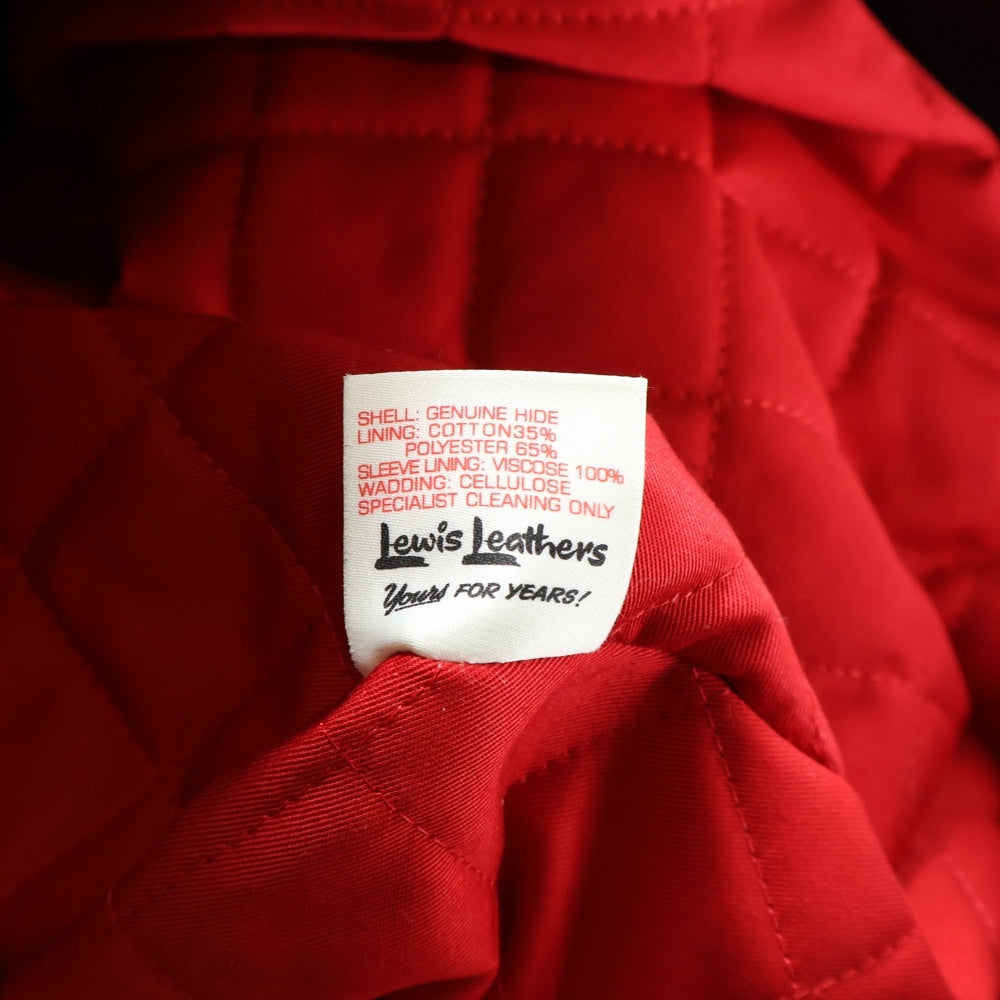 SHELL: GENUINE HIDE
LINING: COTTON35%
POLYESTER 65%
SLEEVE LINING: VISCOSE 100%
WADDING: CELLULOSE
SPECIALIST CLEANING ONLY
Lewis Leathers
Yours FOR YEARS!